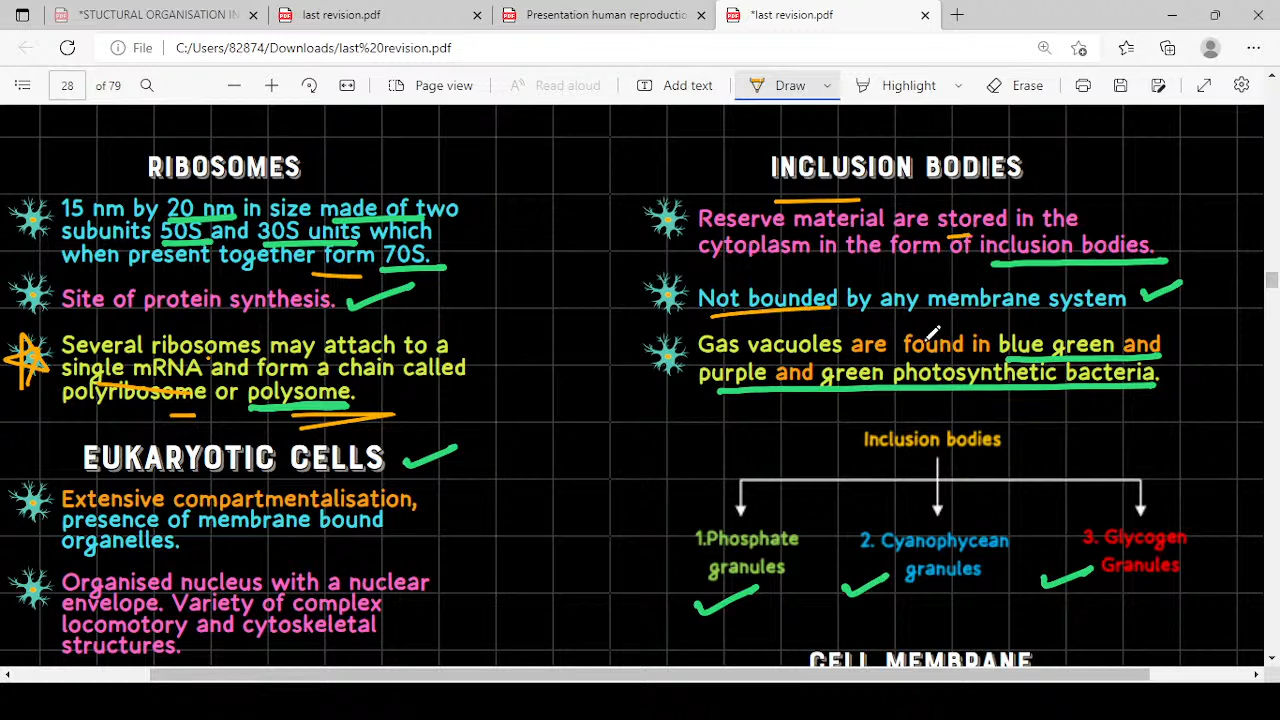 *STUCTURAL ORGANISATION IN
last revision.pdf
Presentation human reproductio
*last revision.pdf
File
C:/Users/82874/Downloads/last%20revision.pdf
28
of 79
Page view
Read aloud
Add text
Draw
Highlight
Erase
RIBOSOMES
15 nm by 20 nm in size made of two
subunits 50S and 30S units which
when present together form 70S.
Site of protein synthesis.
Several ribosomes may attach to a
single mRNA and form a chain called
polyribosome or polysome.
EUKARYOTIC CELLS
Extensive compartmentalisation,
presence of membrane bound
organelles.
Organised nucleus with a nuclear
envelope. Variety of complex
locomotory and cytoskeletal
structures.
INCLUSION BODIES
Reserve material are stored in the
cytoplasm in the form of inclusion bodies.
Not bounded by any membrane system
Gas vacuoles are found in blue green and
purple and green photosynthetic bacteria.
Inclusion bodies
1.Phosphate
granules
2. Cyanophycean
granules
3. Glycogen
Granules
CELL MEMBRANE